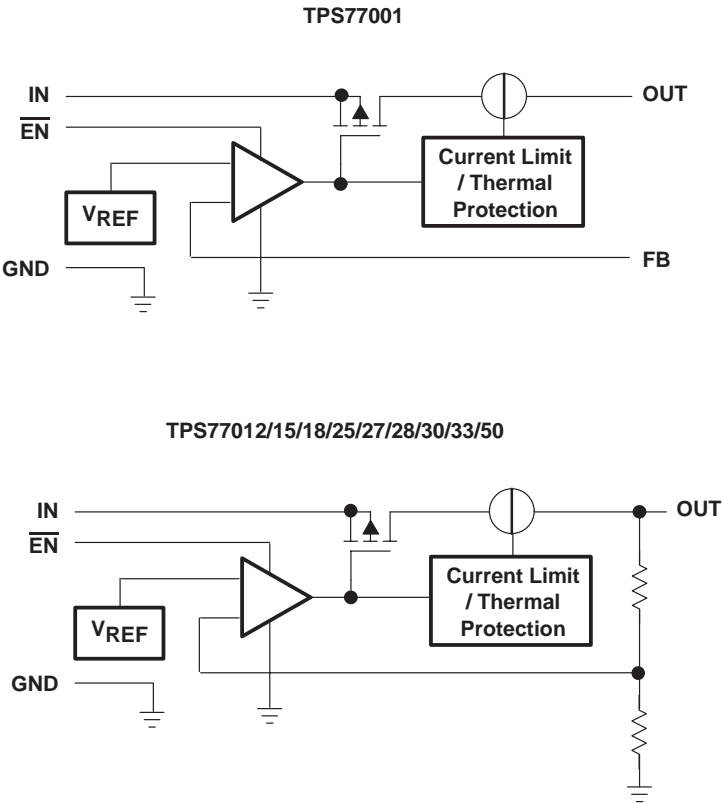 TPS77001
IN
OUT
EN
Current Limit
/ Thermal
Protection
VREF
GND
FB
TPS77012/15/18/25/27/28/30/33/50
IN
OUT
EN
Current Limit
/ Thermal
Protection
VREF
GND